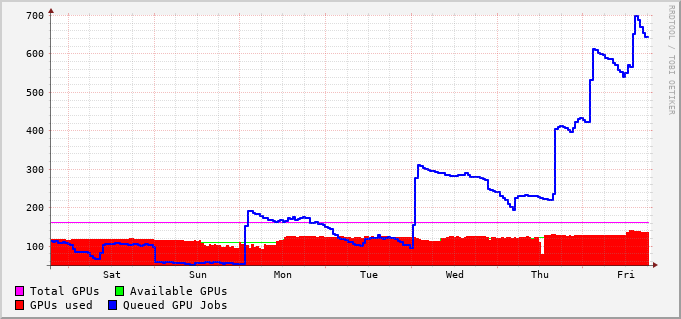 700
600
500
400
300
200
100
Sat Sun Mon Tue Wed Thu Fri
RRDTOOL / TOBI OETIKER
Total GPUs Available GPUs
GPUs used Queued GPU Jobs